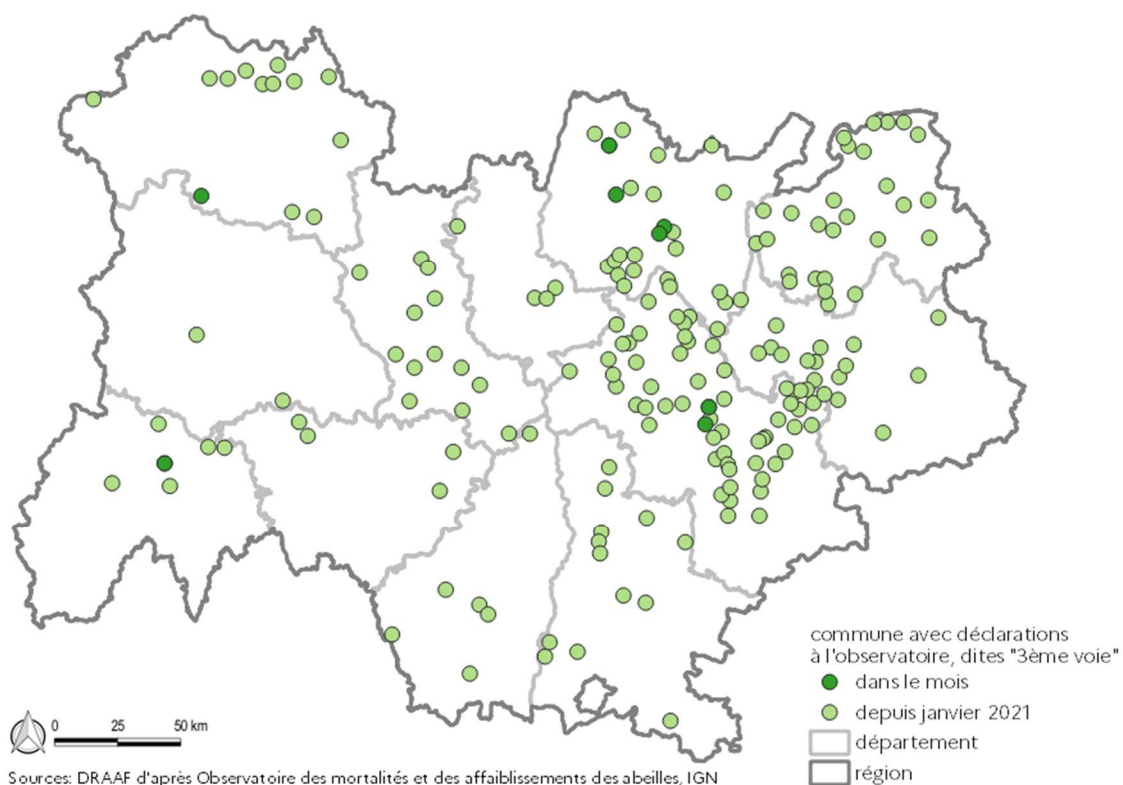 commune avec déclarations
à l'observatoire, dites "3ème voie"
dans le mois
depuis janvier 2021
département
région
0 25 50 km
Sources: DRAAF d'après Observatoire des mortalités et des affaiblissements des abeilles, IGN